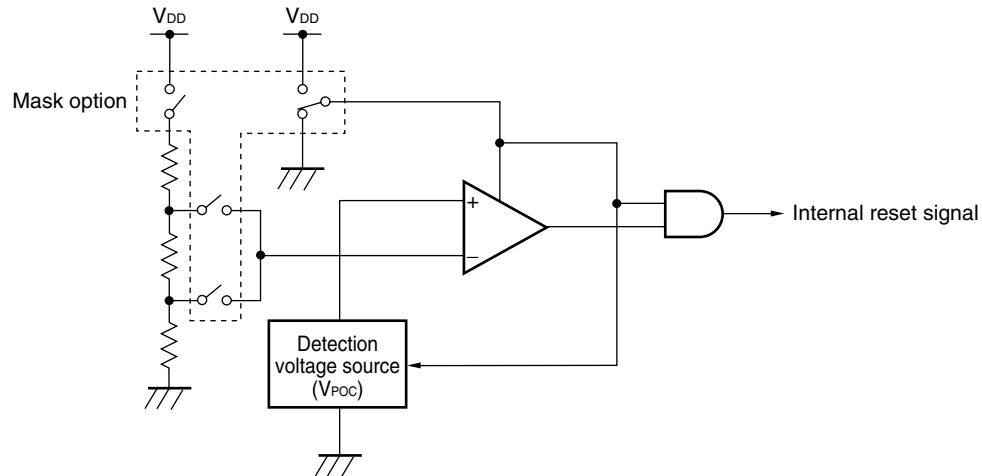 VDD
VDD
Mask option
+
−
Internal reset signal
Detection
voltage source
(VPOC)